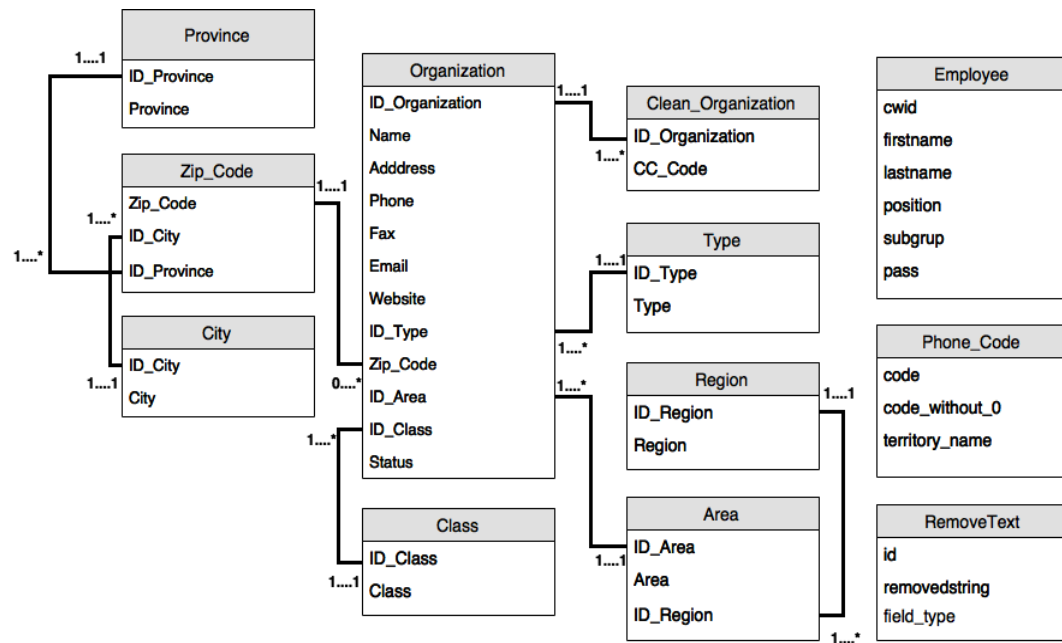 Province
1....1
ID_Province
Province
Zip_Code
1....1
Zip_Code
1....*
ID_City
1....*
ID_Province
City
ID_City
1....1
City
Organization
ID_Organization
1....1
Name
Adddress
Phone
Fax
Email
Website
ID_Type
1....*
Zip_Code
0....*
1....*
ID_Area
1....*
ID_Class
Status
Class
ID_Class
1....1
Class
Clean_Organization
ID_Organization
1....*
CC_Code
Type
1....1
ID_Type
Type
Region
1....1
ID_Region
Region
Area
ID_Area
1....1
Area
ID_Region
1....*
Employee
cwid
firstname
lastname
position
subgrup
pass
Phone_Code
code
code_without_0
territory_name
RemoveText
id
removedstring
field_type